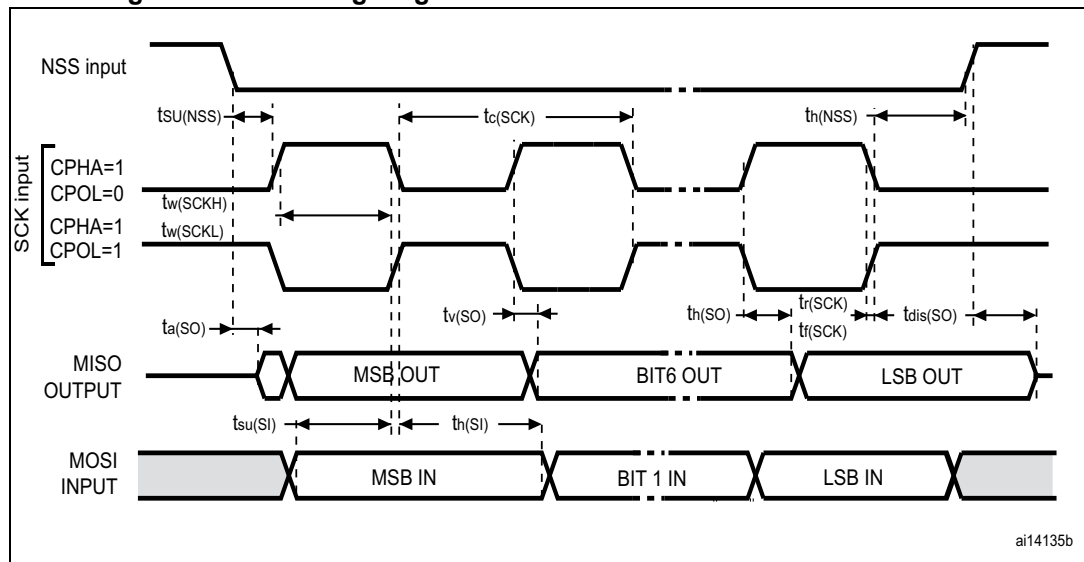 NSS input
tSU(NSS)
tc(SCK)
th(NSS)
SCK input
CPHA=1
CPOL=0
tw(SCKH)
CPHA=1
tw(SCKL)
CPOL=1
ta(SO)
tv(SO)
th(SO)
tr(SCK)
tf(SCK)
tdis(SO)
MISO
OUTPUT
MSB OUT
BIT6 OUT
LSB OUT
tsu(SI)
th(SI)
MOSI
INPUT
MSB IN
BIT 1 IN
LSB IN
ai14135b